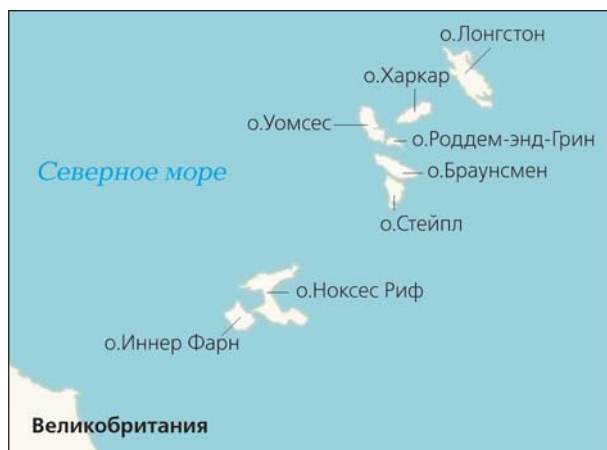 о.Лонгстон
о.Харкар
о.Уомсес
о.Роддем-энд-Грин
о.Браунсмен
Северное море
о.Стейпл
о.Ноксес Риф
о.Иннер Фарн
Великобритания